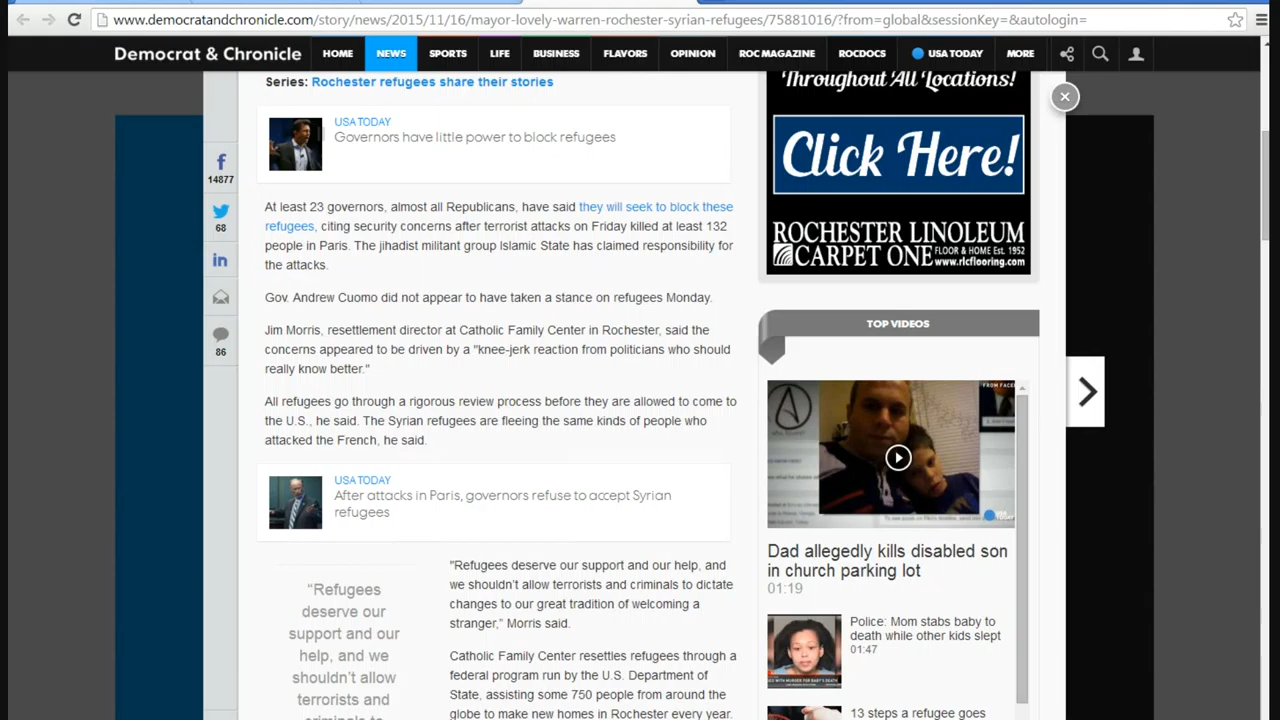 www.democratandchronicle.com/story/news/2015/11/16/mayor-lovely-warren-rochester-syrian-refugees/75881016/?from=global&sessionKey=&autologin=
Democrat & Chronicle HOME NEWS SPORTS LIFE BUSINESS FLAVORS OPINION ROC MAGAZINE ROCDOCS USA TODAY MORE
Series: Rochester refugees share their stories
USA TODAY
Governors have little power to block refugees
14877
68
86
At least 23 governors, almost all Republicans, have said they will seek to block these
refugees, citing security concerns after terrorist attacks on Friday killed at least 132
people in Paris. The jihadist militant group Islamic State has claimed responsibility for
the attacks.
Gov. Andrew Cuomo did not appear to have taken a stance on refugees Monday.
Jim Morris, resettlement director at Catholic Family Center in Rochester, said the
concerns appeared to be driven by a "knee-jerk reaction from politicians who should
really know better."
All refugees go through a rigorous review process before they are allowed to come to
the U.S., he said. The Syrian refugees are fleeing the same kinds of people who
attacked the French, he said.
USA TODAY
After attacks in Paris, governors refuse to accept Syrian
refugees
“Refugees
deserve our
support and our
help, and we
shouldn’t allow
terrorists and
criminals to
"Refugees deserve our support and our help, and
we shouldn’t allow terrorists and criminals to dictate
changes to our great tradition of welcoming a
stranger,” Morris said.
Catholic Family Center resettles refugees through a
federal program run by the U.S. Department of
State, assisting some 750 people from around the
globe to make new homes in Rochester every year.
Throughout All Locations!
Click Here!
ROCHESTER LINOLEUM
CARPET ONE FLOOR & HOME Est. 1952
www.rlcflooring.com
TOP VIDEOS
FROM FACE
Dad allegedly kills disabled son
in church parking lot
01:19
Police: Mom stabs baby to
death while other kids slept
01:47
13 steps a refugee goes